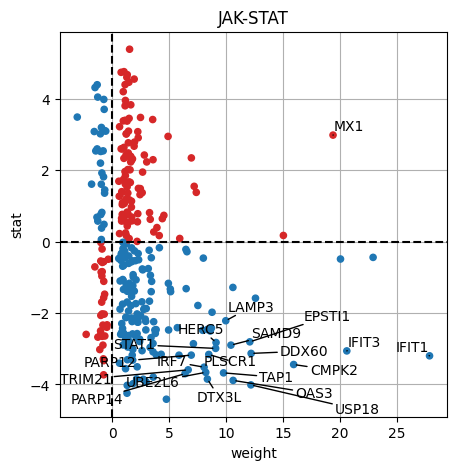 JAK-STAT
4
2
0
−2
−4
0
5
10
15
20
25
stat
weight
MX1
LAMP3
EPSTI1
HERC5
SAMD9
STAT1
IFIT3
IFIT1
DDX60
PARP12
IRF7
PLSCR1
CMPK2
TRIM21
UBE2L6
TAP1
PARP14
DTX3L
OAS3
USP18